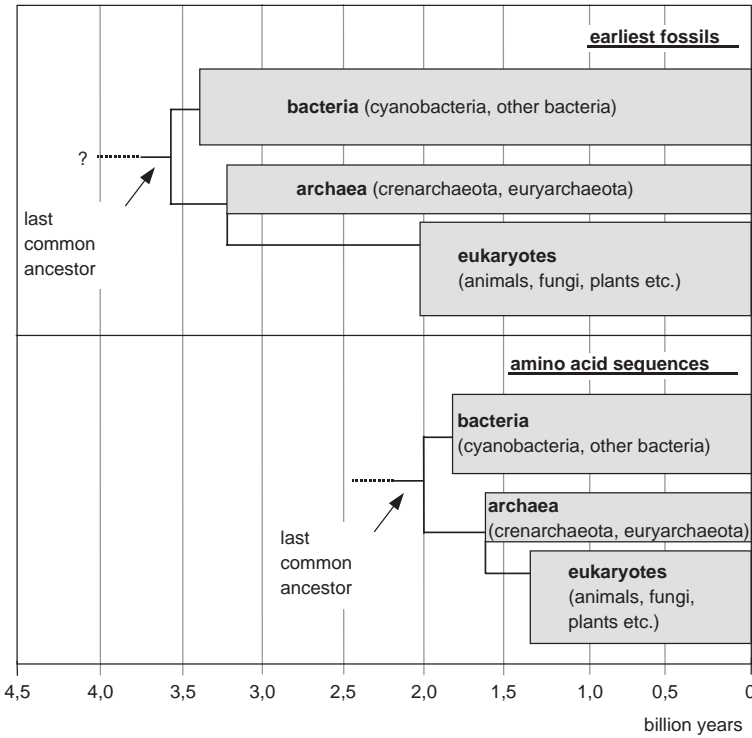 earliest fossils
bacteria (cyanobacteria, other bacteria)
?
archaea (crenarchaeota, euryarchaeota)
last
common
ancestor
eukaryotes
(animals, fungi, plants etc.)
amino acid sequences
bacteria
(cyanobacteria, other bacteria)
archaea
(crenarchaeota, euryarchaeota)
last
common
ancestor
eukaryotes
(animals, fungi,
plants etc.)
4,5 4,0 3,5 3,0 2,5 2,0 1,5 1,0 0,5 0
billion years